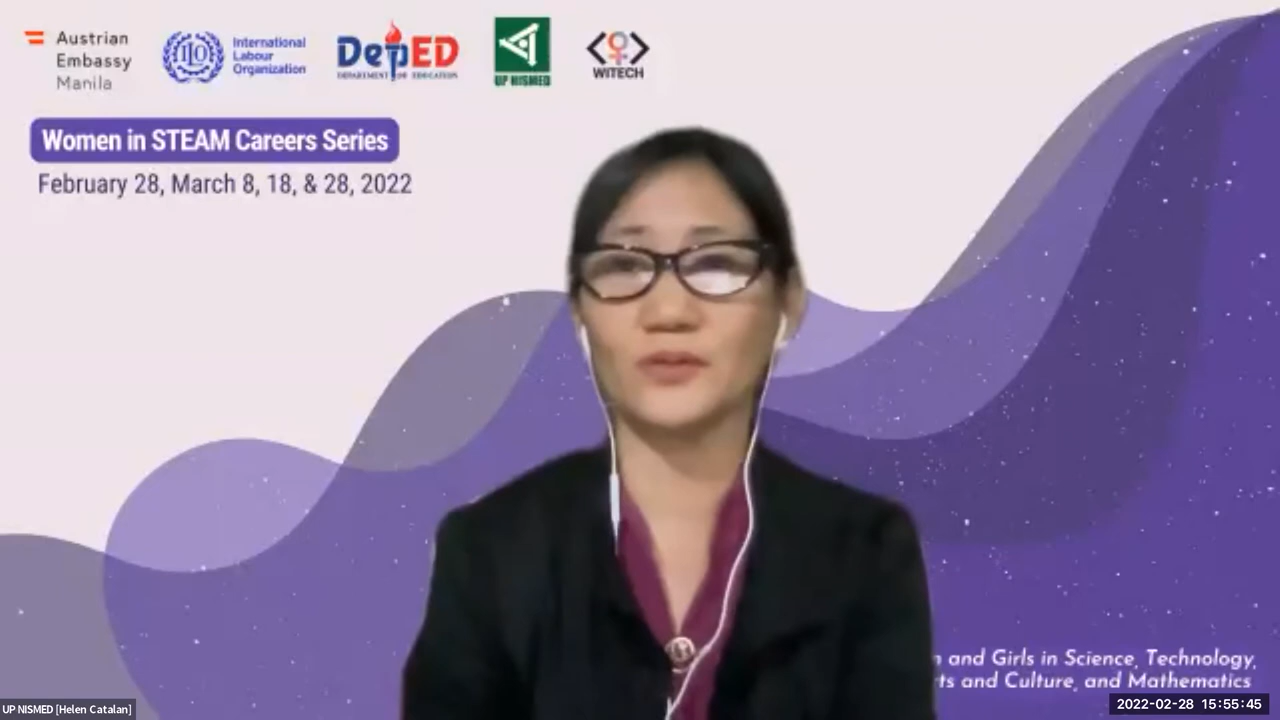 Austrian
Embassy
Manila
International
Labour
Organization
DepED
DEPARTMENT OF EDUCATION
UP NISMED
WITECH
Women in STEAM Careers Series
February 28, March 8, 18, & 28, 2022
n and Girls in Science, Technology,
ts and Culture, and Mathematics
UP NISMED [Helen Catalan]
2022-02-28 15:55:45